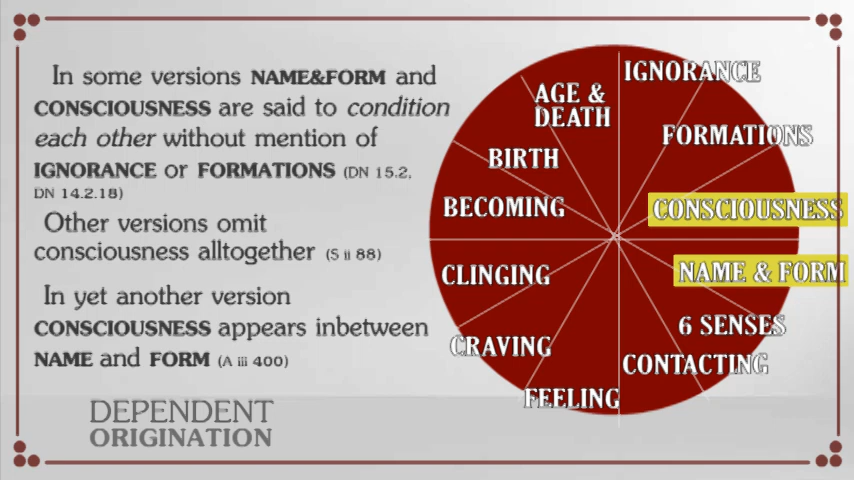 In some versions NAME&FORM and
CONSCIOUSNESS are said to condition
each other without mention of
IGNORANCE or FORMATIONS (DN 15.2,
DN 14.2.18)
Other versions omit
consciousness alltogether (S ii 88)
In yet another version
CONSCIOUSNESS appears inbetween
NAME and FORM (A iii 400)
DEPENDENT
ORIGINATION
IGNORANCE
FORMATIONS
CONSCIOUSNESS
NAME & FORM
6 SENSES
CONTACTING
FEELING
CRAVING
CLINGING
BECOMING
BIRTH
AGE &
DEATH